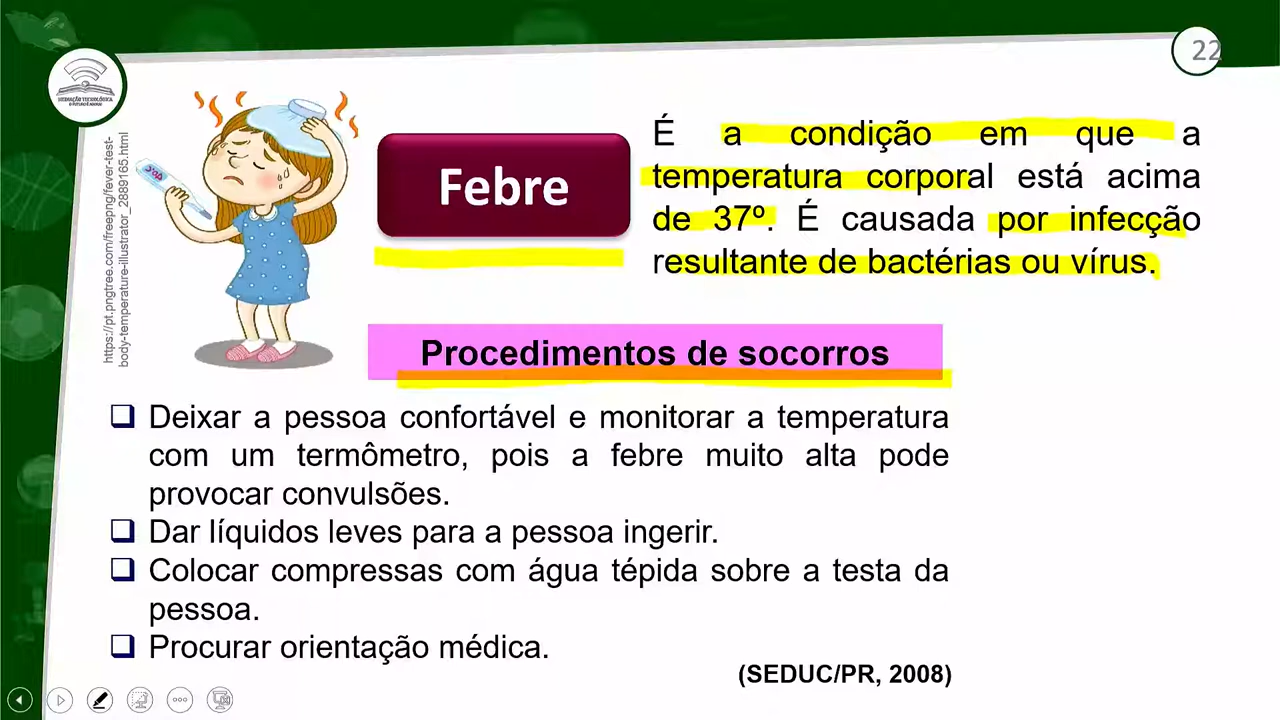 22
MEDIAÇÃO TECNOLÓGICA
https://pt.pngtree.com/freepng/fever-test-
body-temperature-illustrator_2889165.html
Febre
É a condição em que a
temperatura corporal está acima
de 37º. É causada por infecção
resultante de bactérias ou vírus.
Procedimentos de socorros
Deixar a pessoa confortável e monitorar a temperatura
com um termômetro, pois a febre muito alta pode
provocar convulsões.
Dar líquidos leves para a pessoa ingerir.
Colocar compressas com água tépida sobre a testa da
pessoa.
Procurar orientação médica.
(SEDUC/PR, 2008)